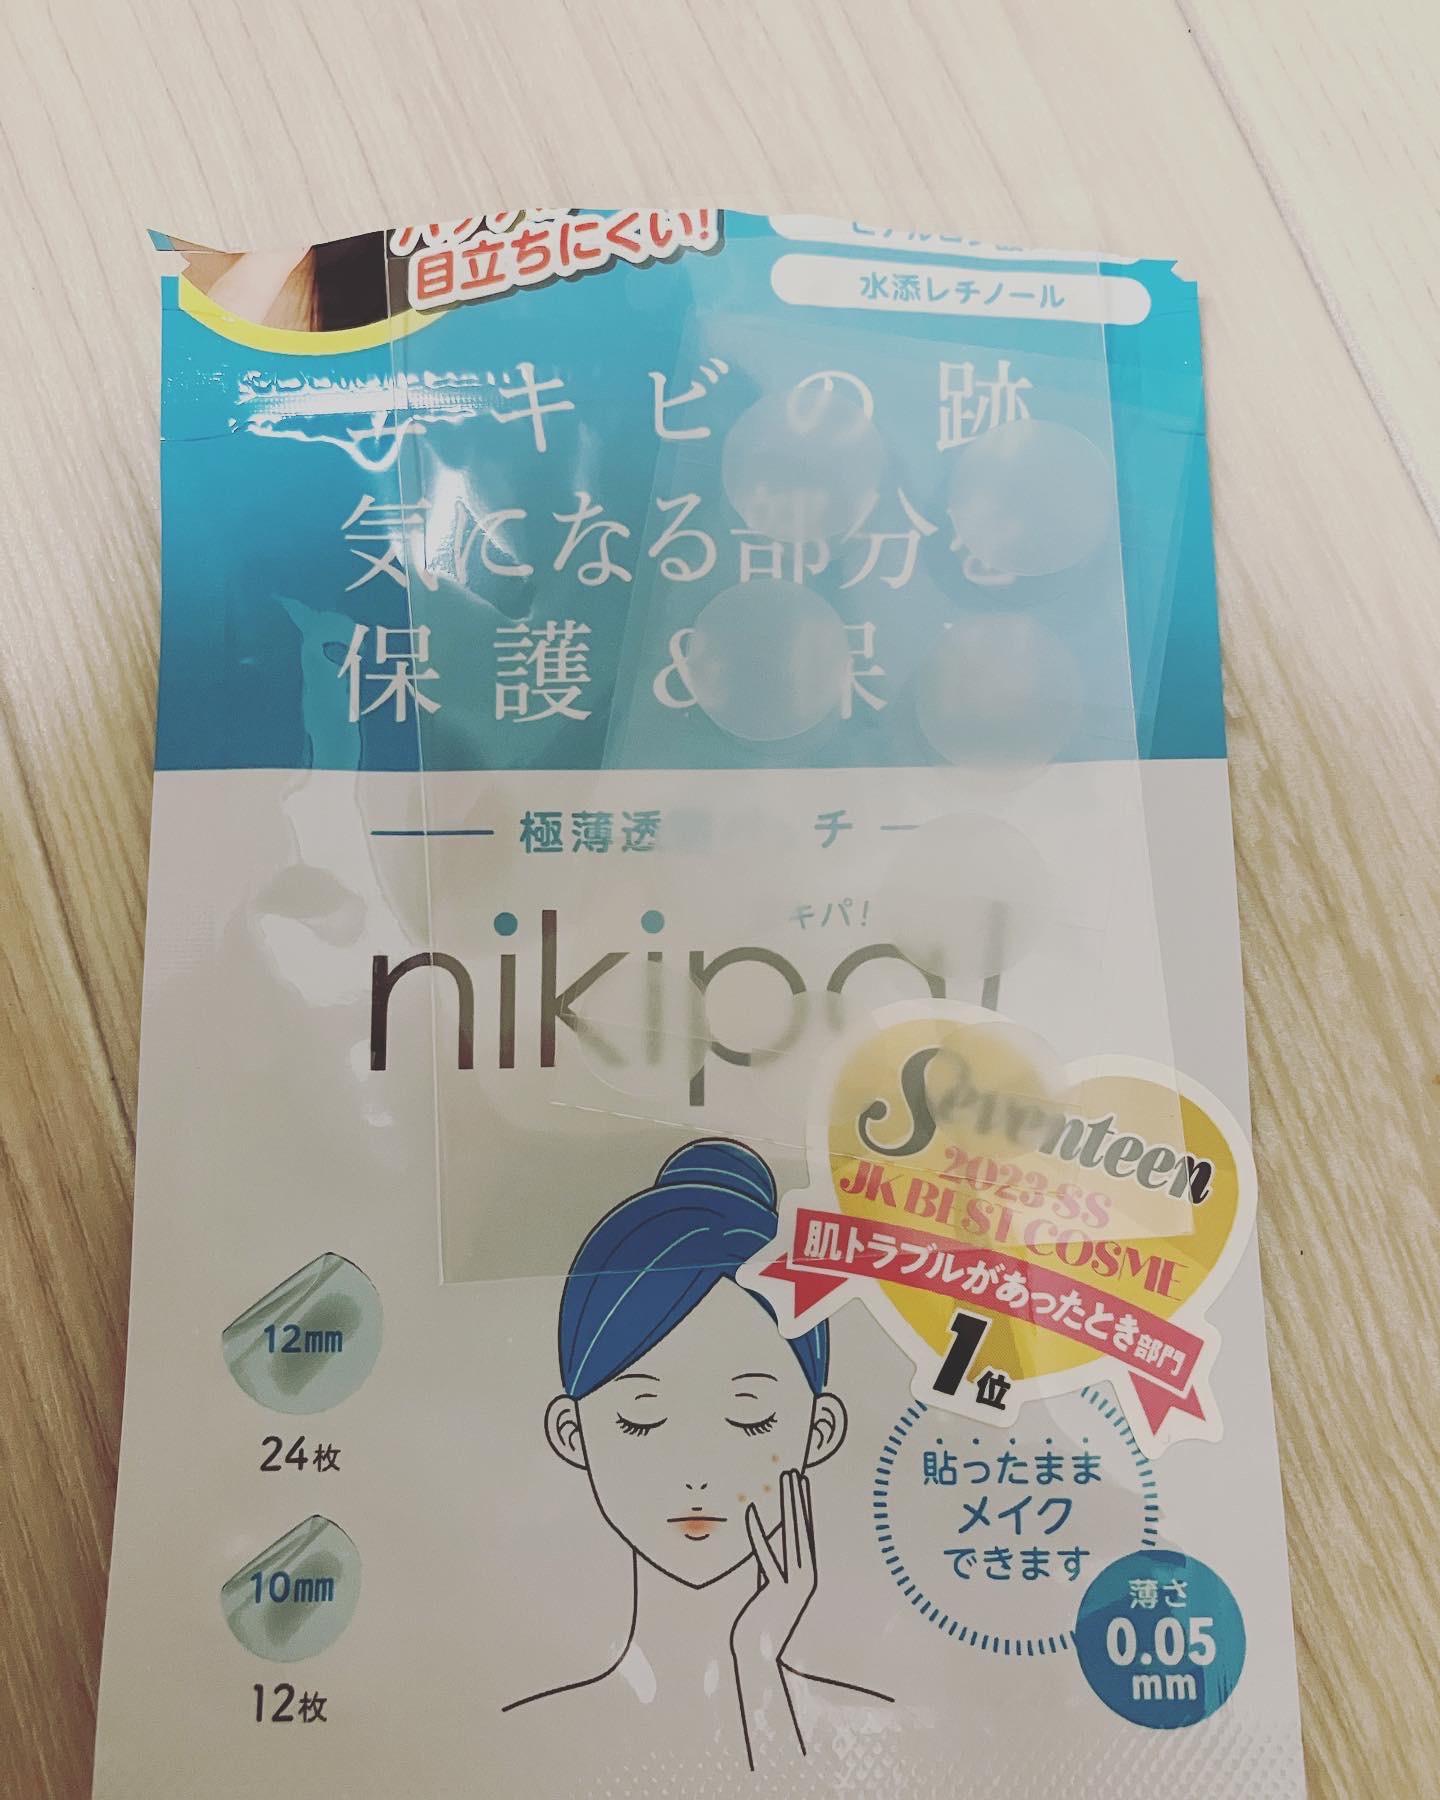 目立ちにくい!
水添レチノール
ニキビの跡
気になる部分を
保護&保
極薄透 チ
キパ!
nikipa!
Seventeen
2023 SS
JK BEST COSME
肌トラブルがあったとき部門
1位
12mm
24枚
10mm
12枚
貼ったまま
メイク
できます
薄さ
0.05
mm